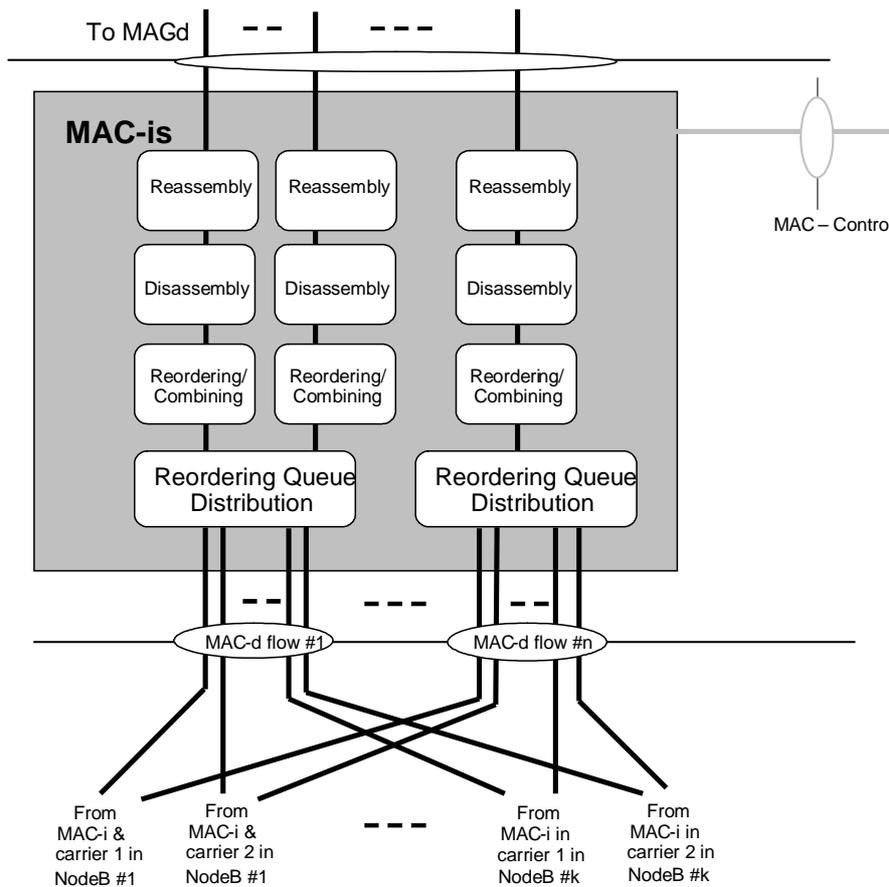 To MAGd
MAC-is
Reassembly
Reassembly
Reassembly
MAC – Contro
Disassembly
Disassembly
Disassembly
Reordering/
Combining
Reordering/
Combining
Reordering/
Combining
Reordering Queue
Distribution
Reordering Queue
Distribution
MAC-d flow #1
MAC-d flow #n
From
MAC-i &
carrier 1 in
NodeB #1
From
MAC-i &
carrier 2 in
NodeB #1
From
MAC-i in
carrier 1 in
NodeB #k
From
MAC-i in
carrier 2 in
NodeB #k